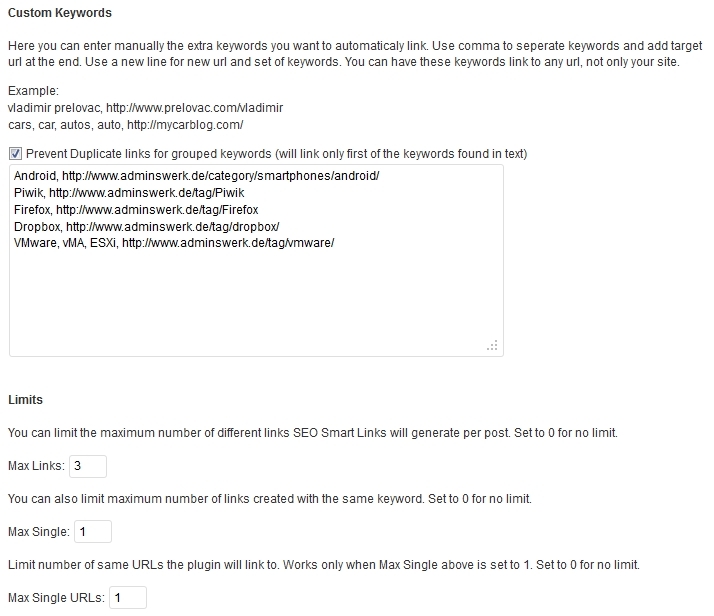 Custom Keywords
Here you can enter manually the extra keywords you want to automaticaly link. Use comma to seperate keywords and add target
url at the end. Use a new line for new url and set of keywords. You can have these keywords link to any url, not only your site.
Example:
vladimir prelovac, http://www.prelovac.com/vladimir
cars, car, autos, auto, http://mycarblog.com/
Prevent Duplicate links for grouped keywords (will link only first of the keywords found in text)
Android, http://www.adminswerk.de/category/smartphones/android/
Piwik, http://www.adminswerk.de/tag/Piwik
Firefox, http://www.adminswerk.de/tag/Firefox
Dropbox, http://www.adminswerk.de/tag/dropbox/
VMware, vMA, ESXi, http://www.adminswerk.de/tag/vmware/
Limits
You can limit the maximum number of different links SEO Smart Links will generate per post. Set to 0 for no limit.
Max Links: 3
You can also limit maximum number of links created with the same keyword. Set to 0 for no limit.
Max Single: 1
Limit number of same URLs the plugin will link to. Works only when Max Single above is set to 1. Set to 0 for no limit.
Max Single URLs: 1